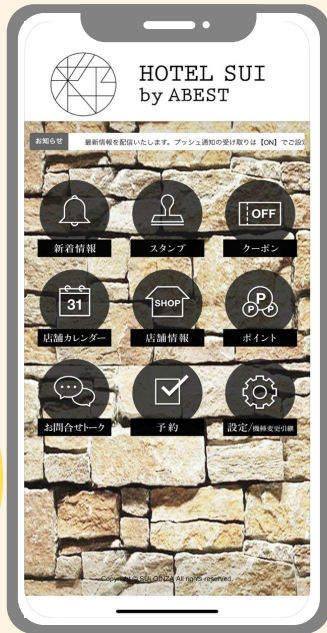 HOTEL SUI
by ABEST
お知らせ
最新情報を配信いたします。プッシュ通知の受け取りは【ON】でご設定
OFF
新着情報
スタンプ
クーポン
31
SHOP
P
P P
店舗カレンダー
店舗情報
ポイント
お問合せトーク
予約
設定/機種変更引継
Copyright © SUI GINZA All rights reserved.